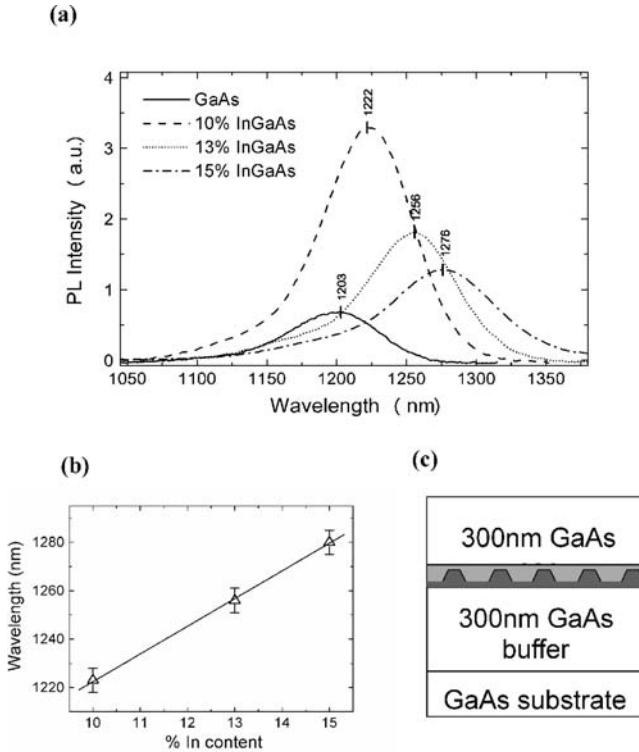 (a)
4
3
2
1
0
PL Intensity ( a.u.)
GaAs
10% InGaAs
13% InGaAs
15% InGaAs
1222
1256
1276
1203
1050 1100 1150 1200 1250 1300 1350
Wavelength ( nm)
(b)
1280
1260
1240
1220
Wavelength (nm)
10 11 12 13 14 15
% In content
(c)
300nm GaAs
300nm GaAs
buffer
GaAs substrate